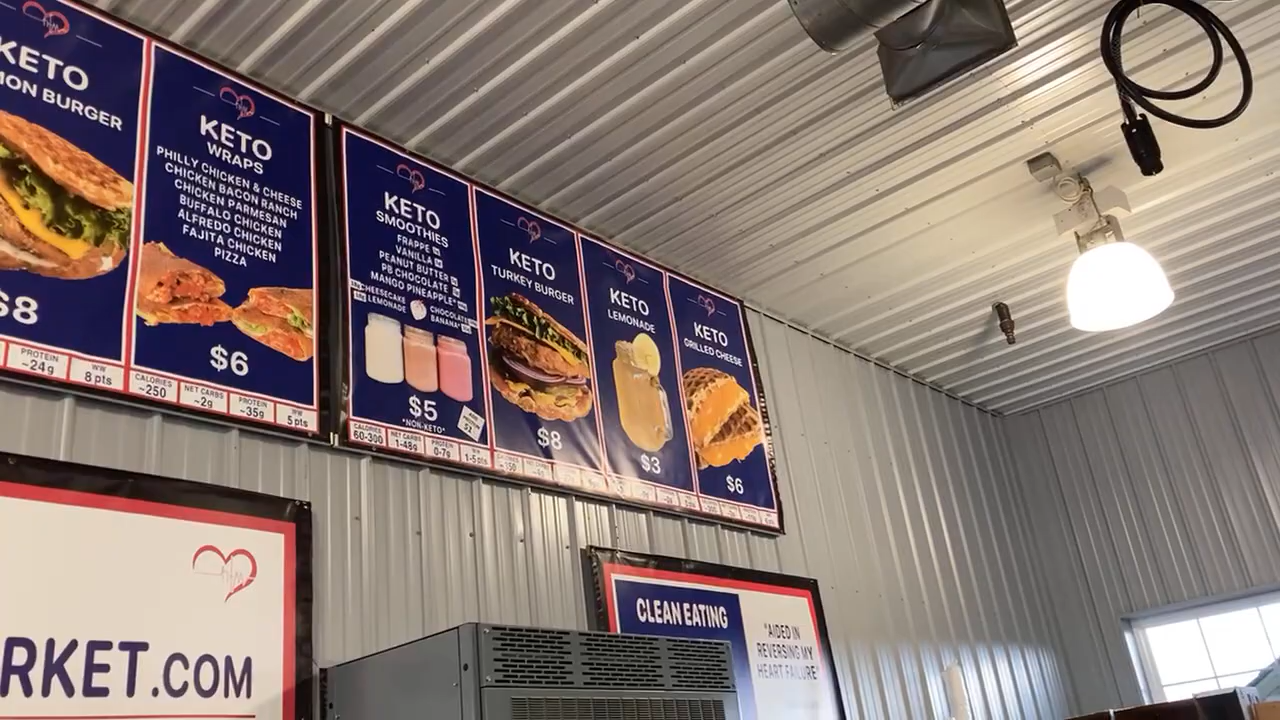 KETO
MON BURGER
$8
PROTEIN
~24g
WW
8 pts
KETO
WRAPS
PHILLY CHICKEN & CHEESE
CHICKEN BACON RANCH
CHICKEN PARMESAN
BUFFALO CHICKEN
ALFREDO CHICKEN
FAJITA CHICKEN
PIZZA
$6
CALORIES
~250
NET CARBS
~2g
PROTEIN
~35g
WW
5 pts
KETO
SMOOTHIES
FRAPPE
VANILLA
PEANUT BUTTER
PB CHOCOLATE
MANGO PINEAPPLE*
CHEESECAKE
LEMONADE
CHOCOLATE
BANANA*
$5
*NON-KETO*
CALORIES
60-300
NET CARBS
1-48g
PROTEIN
0-7g
WW
1-5 pts
KETO
TURKEY BURGER
$8
KETO
LEMONADE
$3
KETO
GRILLED CHEESE
$6
RKET.COM
CLEAN EATING
"AIDED IN
REVERSING MY
HEART FAILURE"